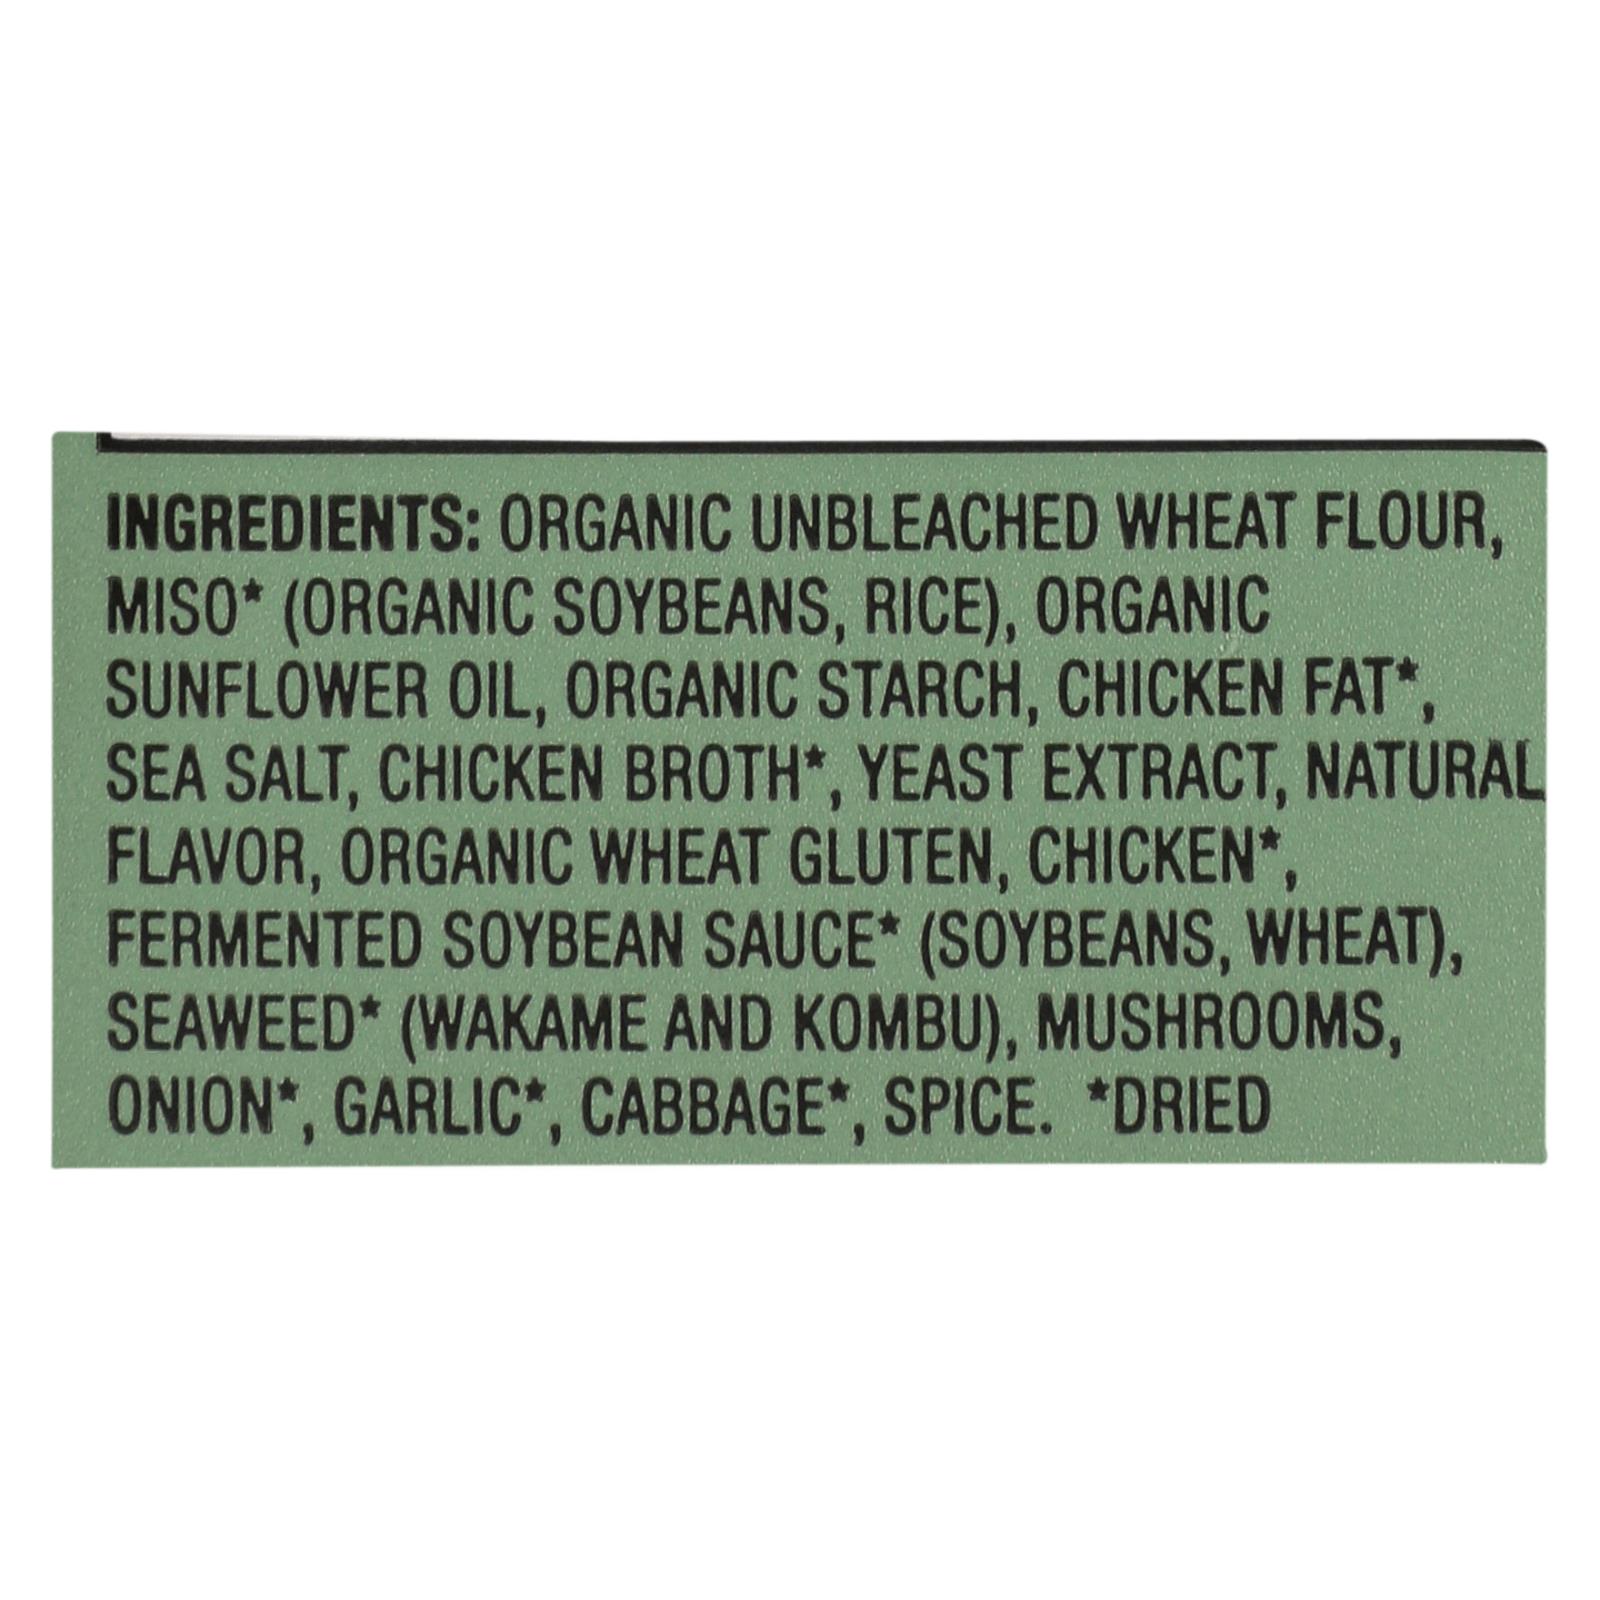 INGREDIENTS: ORGANIC UNBLEACHED WHEAT FLOUR,
MISO* (ORGANIC SOYBEANS, RICE), ORGANIC
SUNFLOWER OIL, ORGANIC STARCH, CHICKEN FAT*,
SEA SALT, CHICKEN BROTH*, YEAST EXTRACT, NATURAL
FLAVOR, ORGANIC WHEAT GLUTEN, CHICKEN*,
FERMENTED SOYBEAN SAUCE* (SOYBEANS, WHEAT),
SEAWEED* (WAKAME AND KOMBU), MUSHROOMS,
ONION*, GARLIC*, CABBAGE*, SPICE. *DRIED